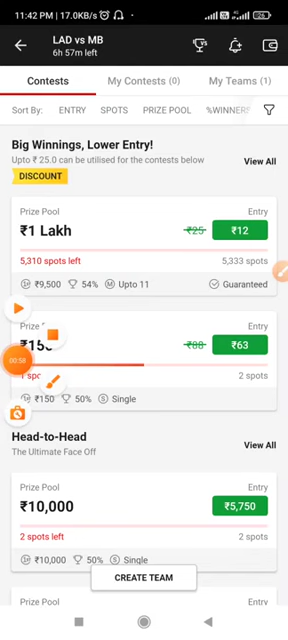 11:42 PM | 17.0KB/s
LAD vs MB
6h 57m left
Contests
My Contests (0)
My Teams (1)
Sort By: ENTRY SPOTS PRIZE POOL %WINNERS
Big Winnings, Lower Entry!
Upto ₹ 25.0 can be utilised for the contests below
View All
DISCOUNT
Prize Pool Entry
₹1 Lakh ₹25 ₹12
5,310 spots left 5,333 spots
₹9,500 54% M Upto 11 Guaranteed
Entry
₹88 ₹63
00:58
1 2 spots
₹150 50% S Single
Head-to-Head
View All
The Ultimate Face Off
Prize Pool Entry
₹10,000 ₹5,750
2 spots left 2 spots
₹10,000 50% S Single
CREATE TEAM
Prize Pool Entry